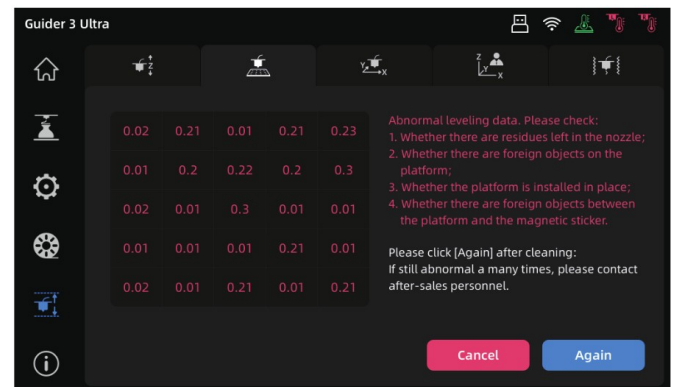 Guider 3 Ultra
0.02 0.21 0.01 0.21 0.23
0.01 0.2 0.22 0.2 0.3
0.02 0.01 0.3 0.01 0.01
0.01 0.01 0.01 0.21 0.01
0.02 0.01 0.21 0.01 0.21
Abnormal leveling data. Please check:
1. Whether there are residues left in the nozzle;
2. Whether there are foreign objects on the
platform;
3. Whether the platform is installed in place;
4. Whether there are foreign objects between
the platform and the magnetic sticker.
Please click [Again] after cleaning:
If still abnormal a many times, please contact
after-sales personnel.
Cancel Again